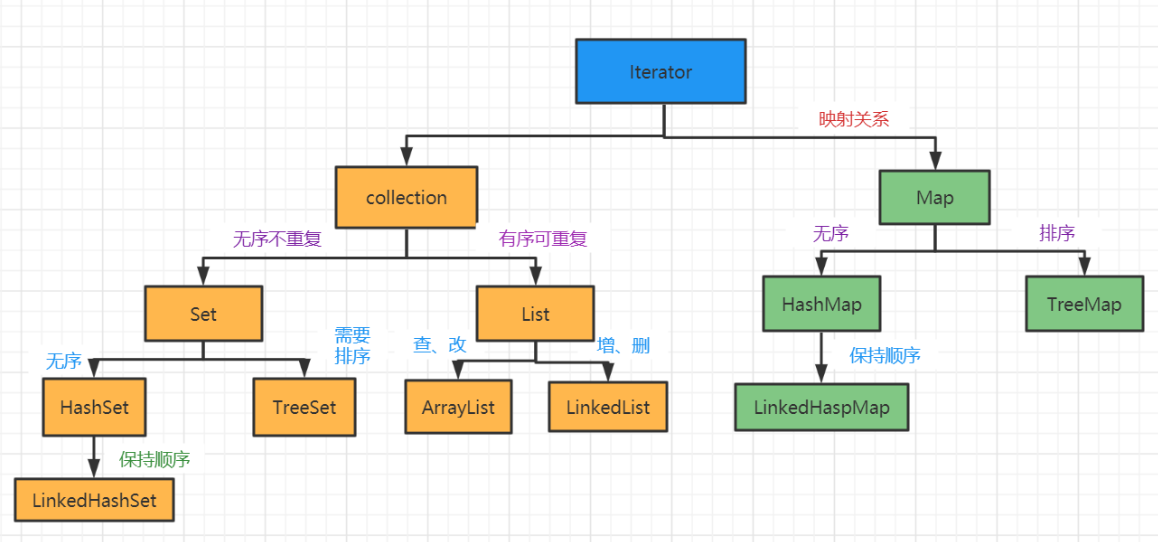 Iterator
映射关系
collection
Map
无序不重复
有序可重复
无序
排序
Set
List
HashMap
TreeMap
无序
需要
排序
查、改
增、删
保持顺序
HashSet
TreeSet
ArrayList
LinkedList
LinkedHaspMap
保持顺序
LinkedHashSet